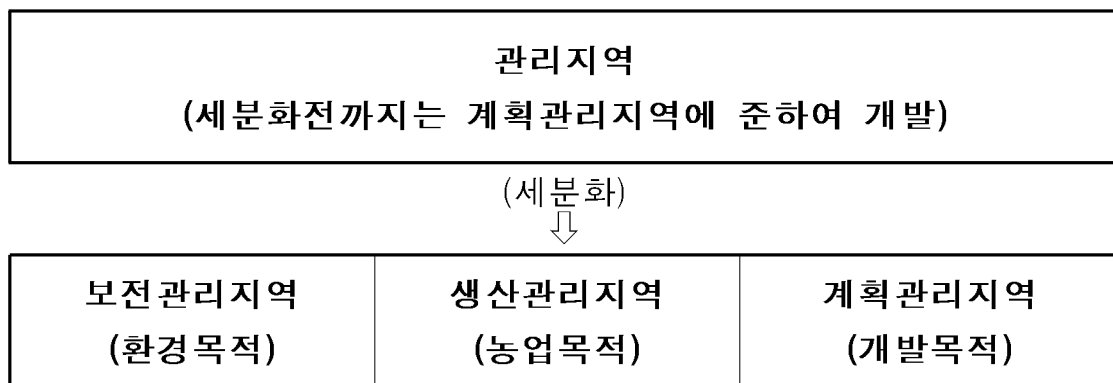 관리지역
(세분화전까지는 계획관리지역에 준하여 개발)
(세분화)
보전관리지역 생산관리지역 계획관리지역
(환경목적) (농업목적) (개발목적)